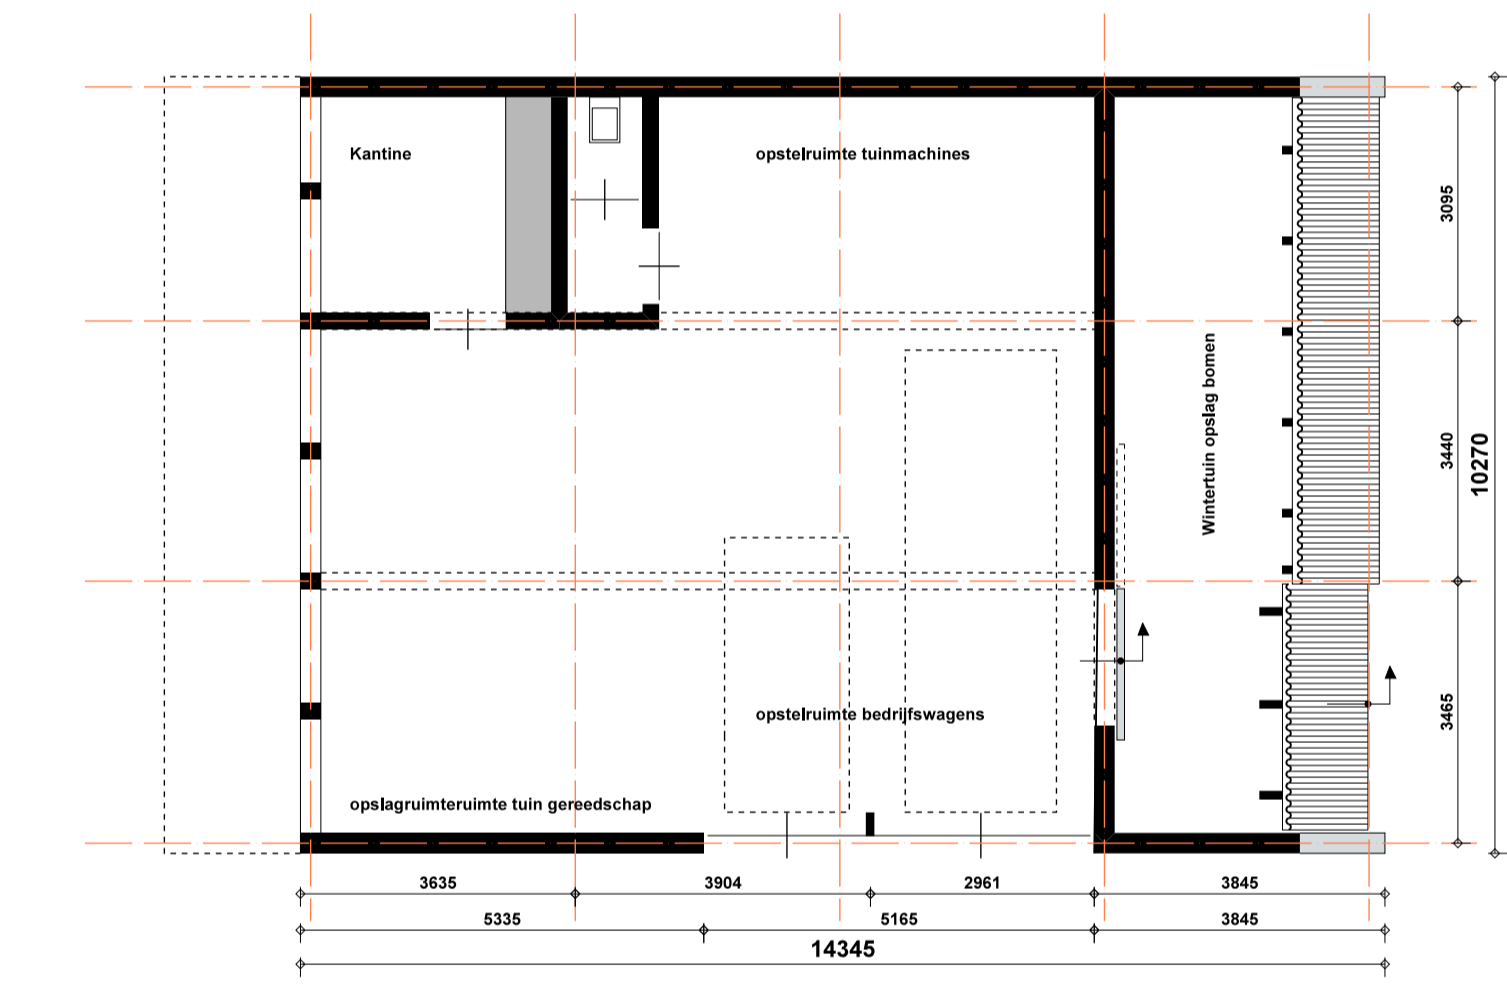 Kantine
opstelruimte tuinmachines
3095
Wintertuin opslag bomen
3440
10270
3465
opstelruimte bedrijfswagens
opslagruimteruimte tuin gereedschap
3635
3904
2961
3845
5335
5165
3845
14345